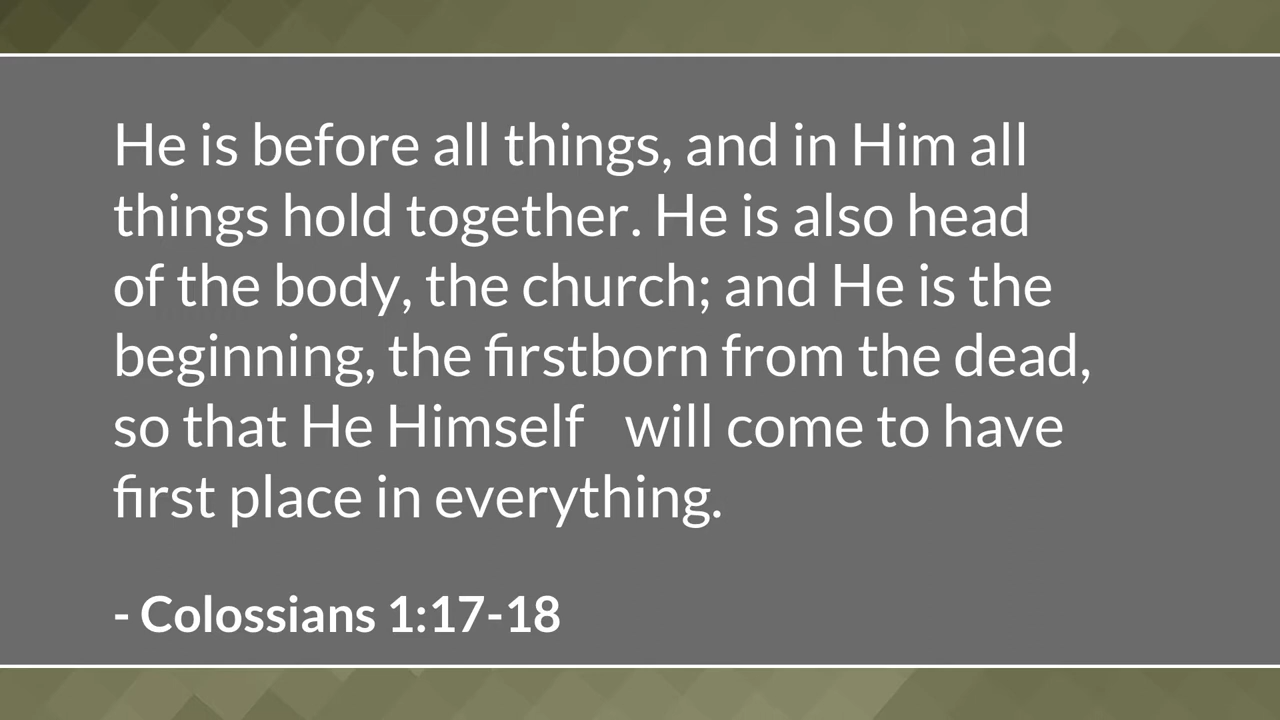 He is before all things, and in Him all
things hold together. He is also head
of the body, the church; and He is the
beginning, the firstborn from the dead,
so that He Himself   will come to have
first place in everything.
- Colossians 1:17-18